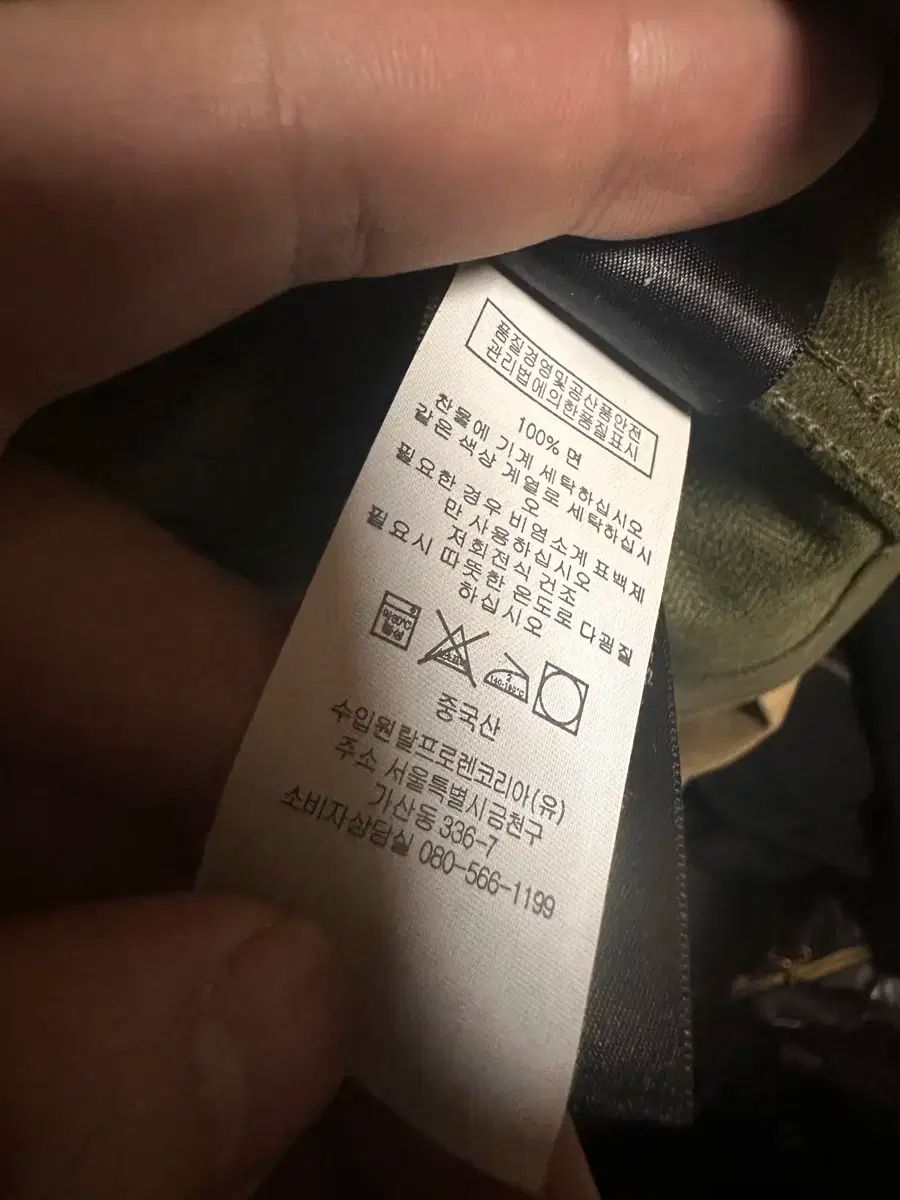 품질경영및공산품안전
관리법에의한품질표시
100% 면
찬물에 기계 세탁하십시오
같은 색상 계열로 세탁하십시
오
필요한 경우 비염소계 표백제
만 사용하십시오
저회전식 건조
필요시 따뜻한 온도로 다림질
하십시오
중국산
수입원랄프로렌코리아(유)
주소 서울특별시금천구
가산동 336-7
소비자상담실 080-566-1199